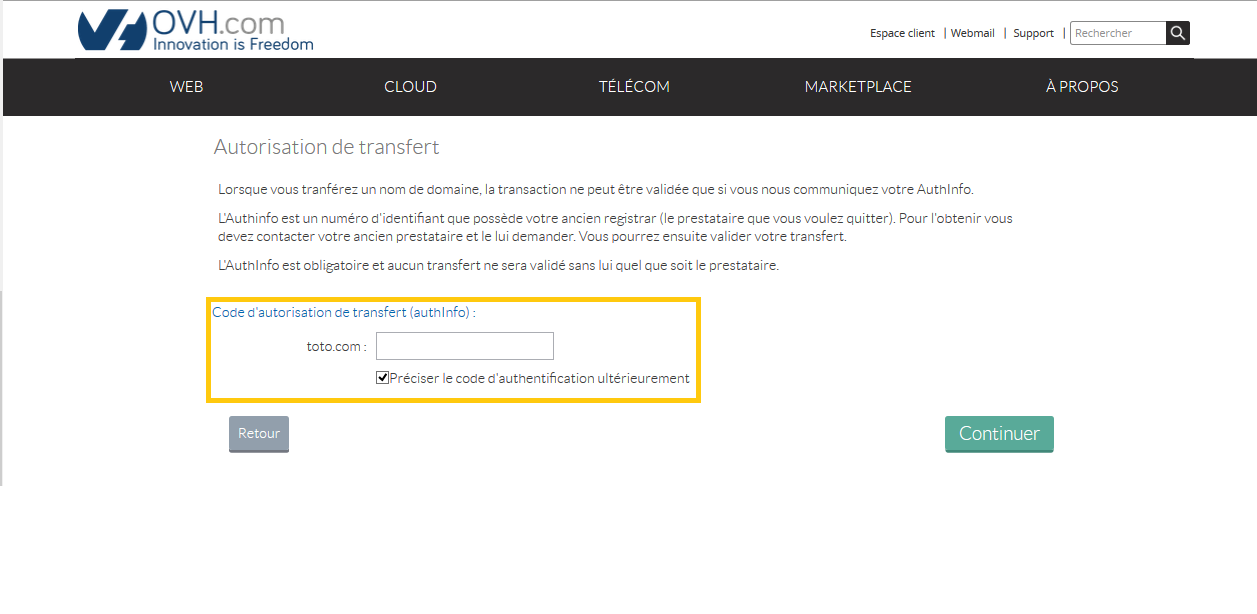 OVH.com
Innovation is Freedom
Espace client | Webmail | Support | Rechercher
WEB CLOUD TÉLÉCOM MARKETPLACE À PROPOS
Autorisation de transfert
Lorsque vous tranférez un nom de domaine, la transaction ne peut être validée que si vous nous communiquez votre AuthInfo.
L'Authinfo est un numéro d'identifiant que possède votre ancien registrar (le prestataire que vous voulez quitter). Pour l'obtenir vous
devez contacter votre ancien prestataire et le lui demander. Vous pourrez ensuite valider votre transfert.
L'AuthInfo est obligatoire et aucun transfert ne sera validé sans lui quel que soit le prestataire.
Code d'autorisation de transfert (authInfo) :
toto.com :
Préciser le code d'authentification ultérieurement
Retour Continuer